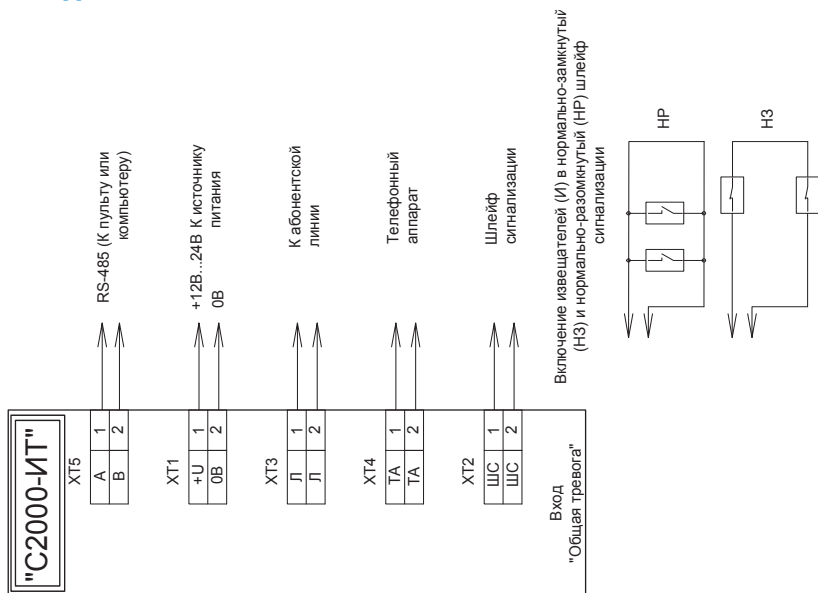 "С2000-ИТ"
XT5
A 1
B 2
RS-485 (К пульту или
компьютеру)
XT1
+U 1
0В 2
+12В...24В К источнику
0В питания
XT3
Л 1
Л 2
К абонентской
линии
XT4
ТА 1
ТА 2
Телефонный
аппарат
XT2
ШС 1
ШС 2
Шлейф
сигнализации
Вход
"Общая тревога"
Включение извещателей (И) в нормально-замкнутый
(НЗ) и нормально-разомкнутый (НР) шлейф
сигнализации
НР
НЗ